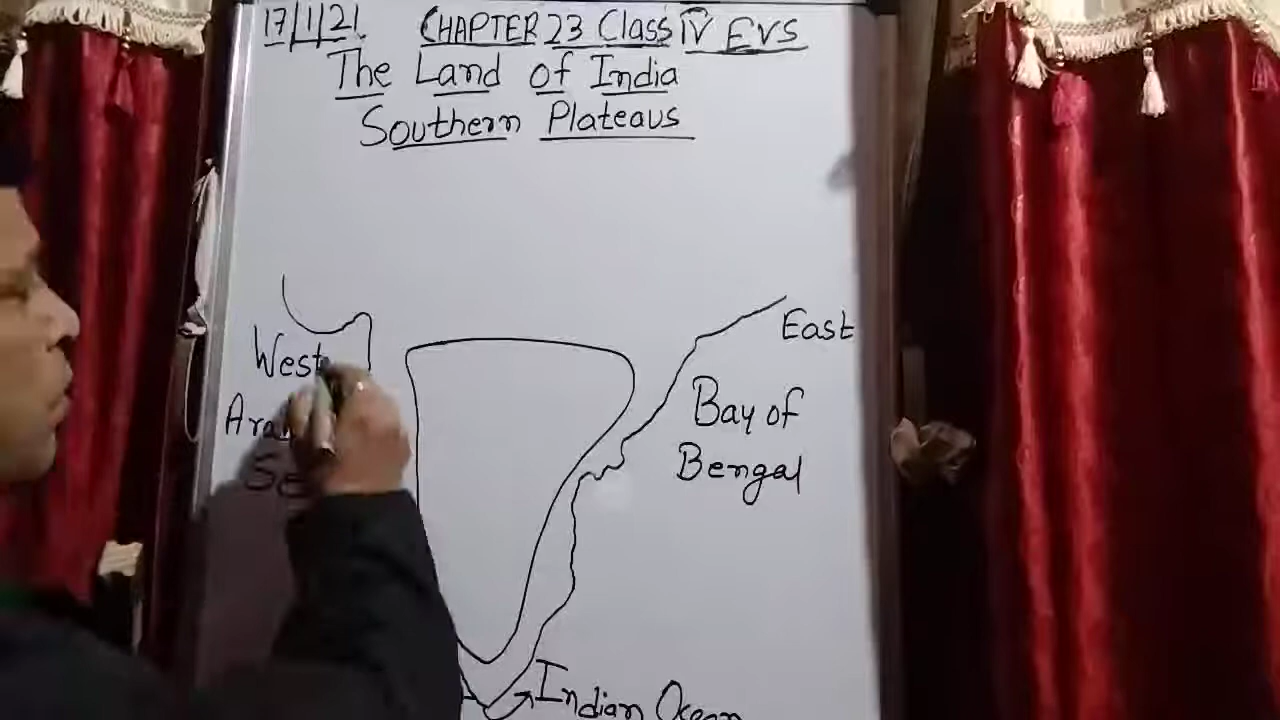 17/1/21. CHAPTER 23 Class IV EVS
The Land of India
Southern Plateaus
East
West
Bay of
Bengal
Indian Ocean